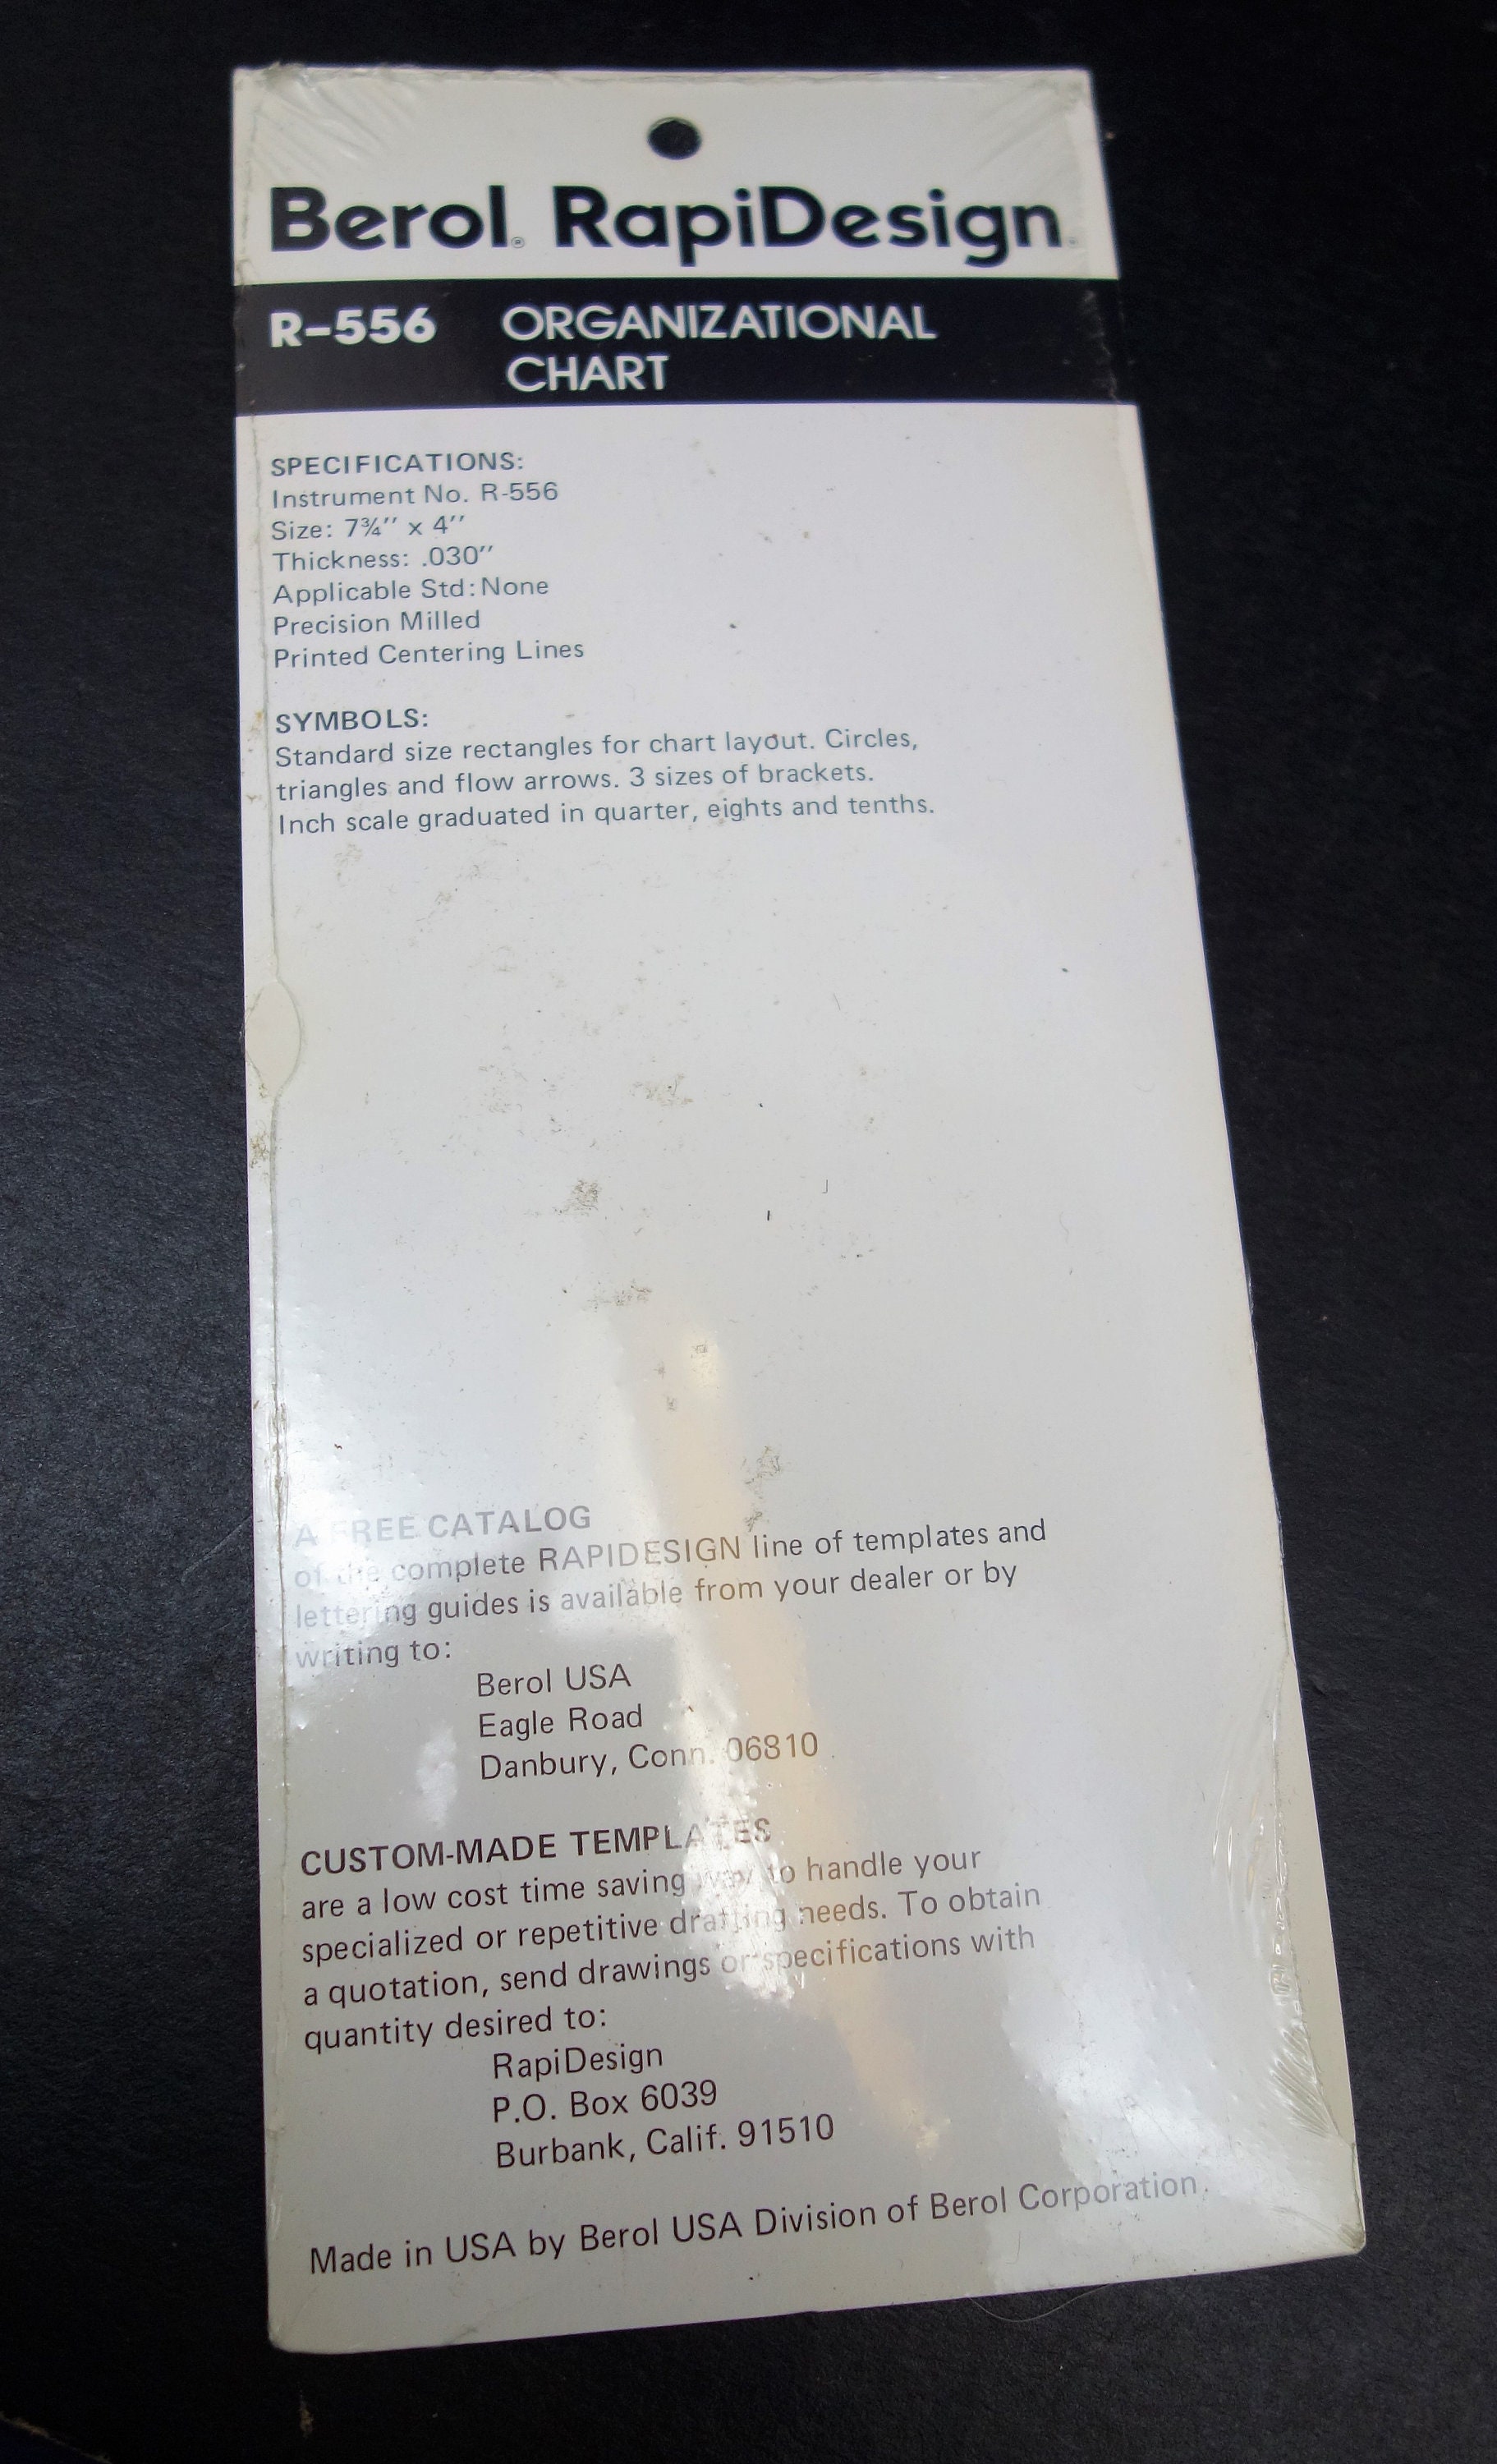 Berol® RapiDesign®
R-556 ORGANIZATIONAL
CHART
SPECIFICATIONS:
Instrument No. R-556
Size: 7¾'' x 4''
Thickness: .030''
Applicable Std: None
Precision Milled
Printed Centering Lines
SYMBOLS:
Standard size rectangles for chart layout. Circles,
triangles and flow arrows. 3 sizes of brackets.
Inch scale graduated in quarter, eights and tenths.
A FREE CATALOG
of the complete RAPIDESIGN line of templates and
lettering guides is available from your dealer or by
writing to:
Berol USA
Eagle Road
Danbury, Conn. 06810
CUSTOM-MADE TEMPLATES
are a low cost time saving way to handle your
specialized or repetitive drafting needs. To obtain
a quotation, send drawings or specifications with
quantity desired to:
RapiDesign
P.O. Box 6039
Burbank, Calif. 91510
Made in USA by Berol USA Division of Berol Corporation.